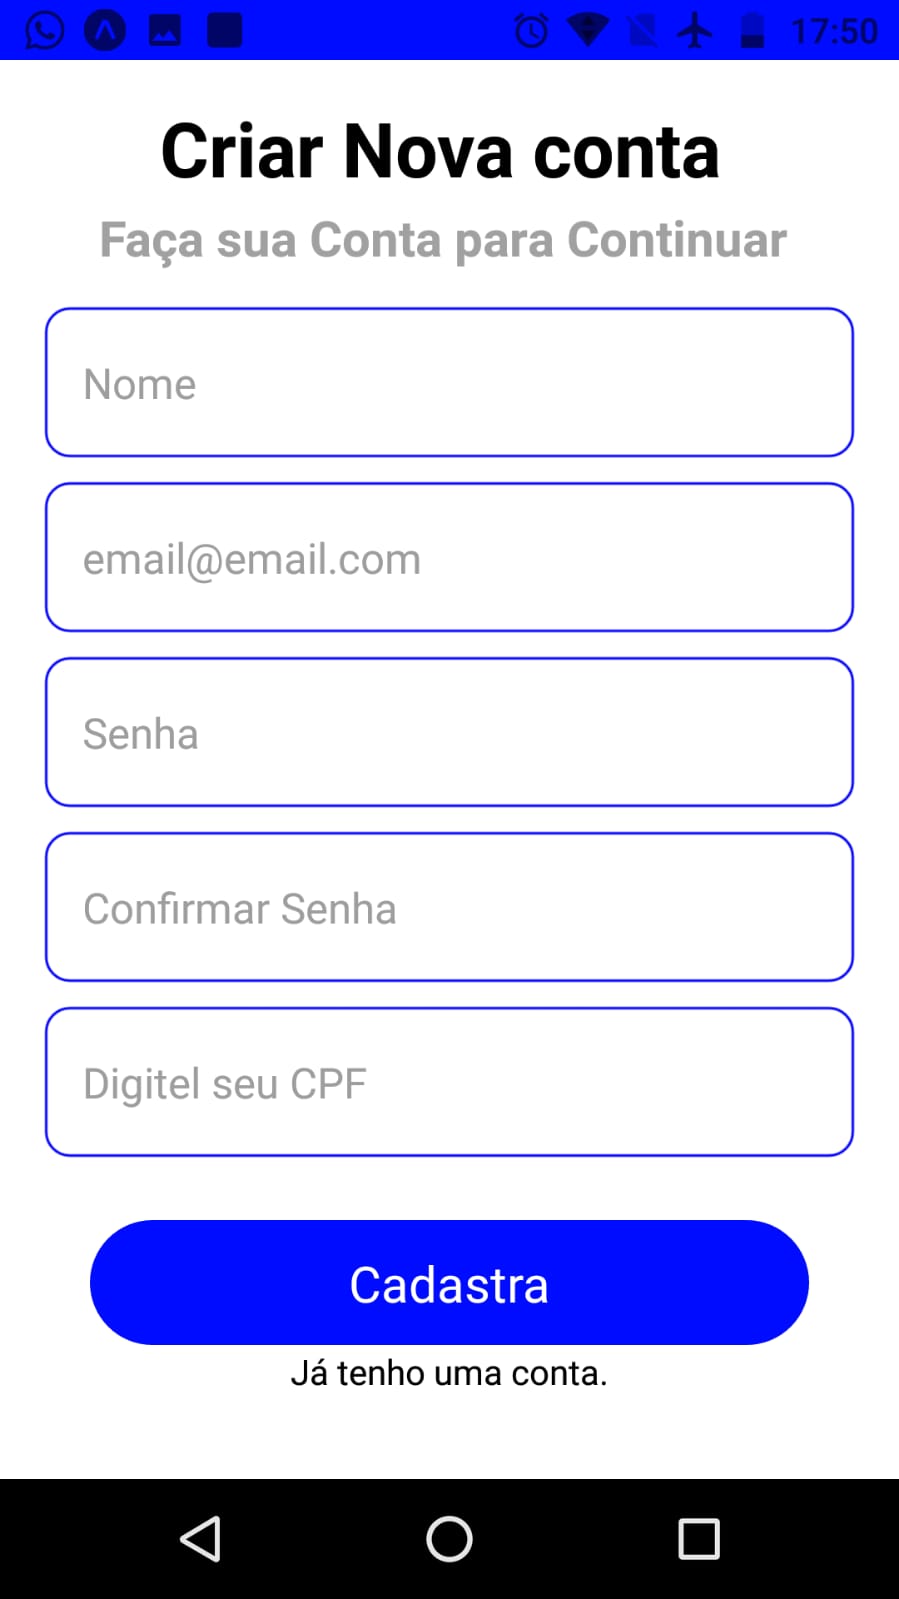 17:50
Criar Nova conta
Faça sua Conta para Continuar
Nome
email@email.com
Senha
Confirmar Senha
Digitel seu CPF
Cadastra
Já tenho uma conta.